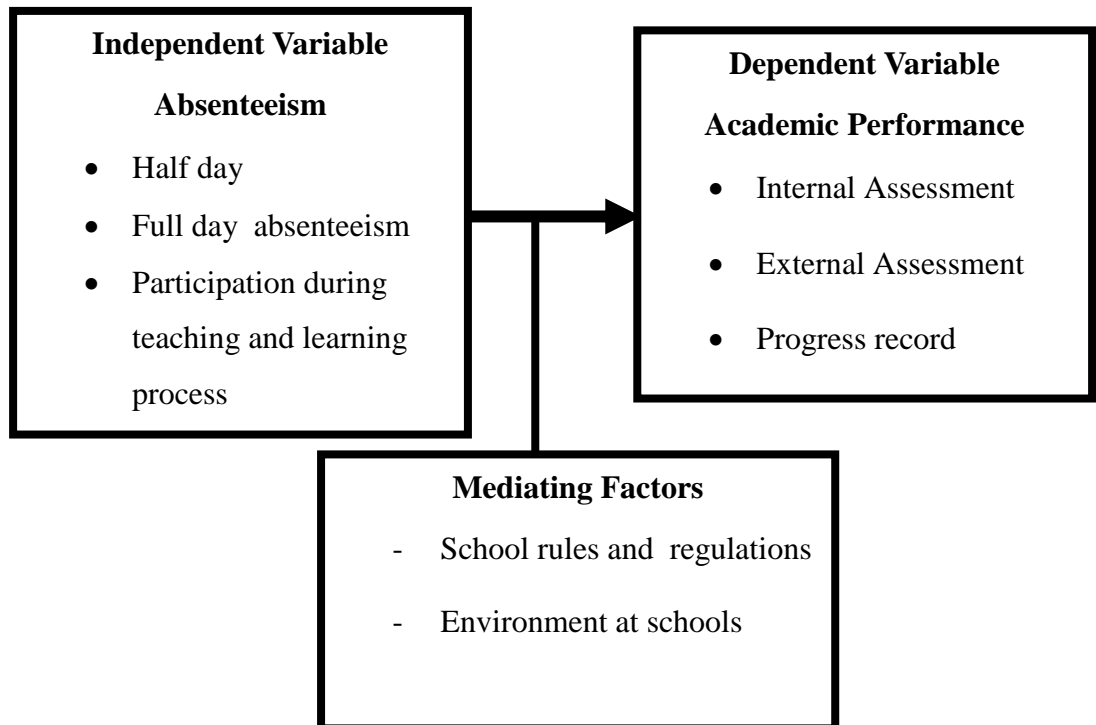 Independent Variable
Absenteeism
• Half day
• Full day absenteeism
• Participation during
teaching and learning
process
Dependent Variable
Academic Performance
• Internal Assessment
• External Assessment
• Progress record
Mediating Factors
- School rules and regulations
- Environment at schools